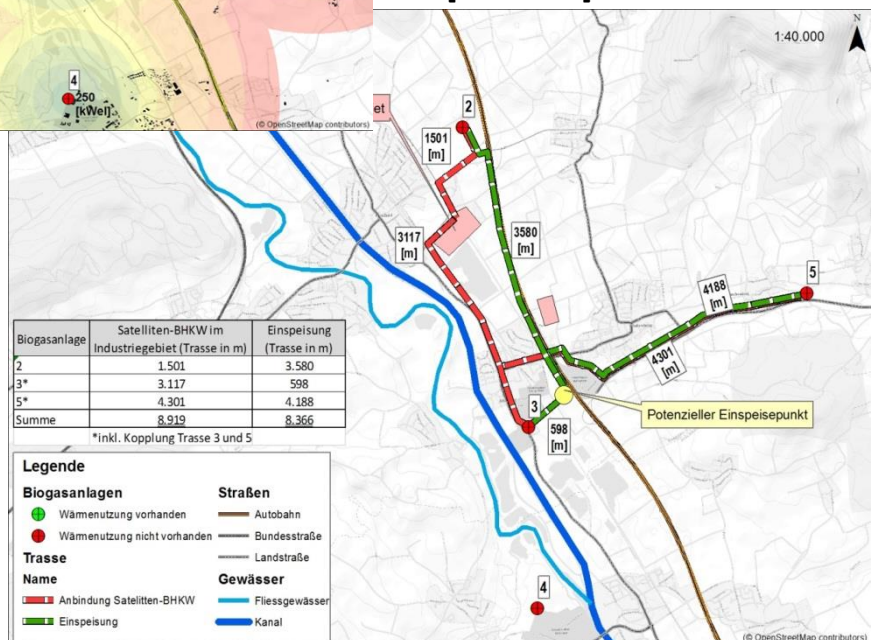 4
250
[kWel]
(© OpenStreetMap contributors)
1:40.000
N
et
2
1501
[m]
3117
[m]
3580
[m]
5
4188
[m]
4301
[m]
3
598
[m]
Potenzieller Einspeisepunkt
4
Biogasanlage Satelliten-BHKW im Industriegebiet (Trasse in m) Einspeisung (Trasse in m)
2 1.501 3.580
3* 3.117 598
5* 4.301 4.188
Summe 8.919 8.366
*inkl. Kopplung Trasse 3 und 5
Legende
Biogasanlagen
Wärmenutzung vorhanden
Wärmenutzung nicht vorhanden
Trasse
Name
Anbindung Satelitten-BHKW
Einspeisung
Straßen
Autobahn
Bundesstraße
Landstraße
Gewässer
Fliessgewässer
Kanal
(© OpenStreetMap contributors)